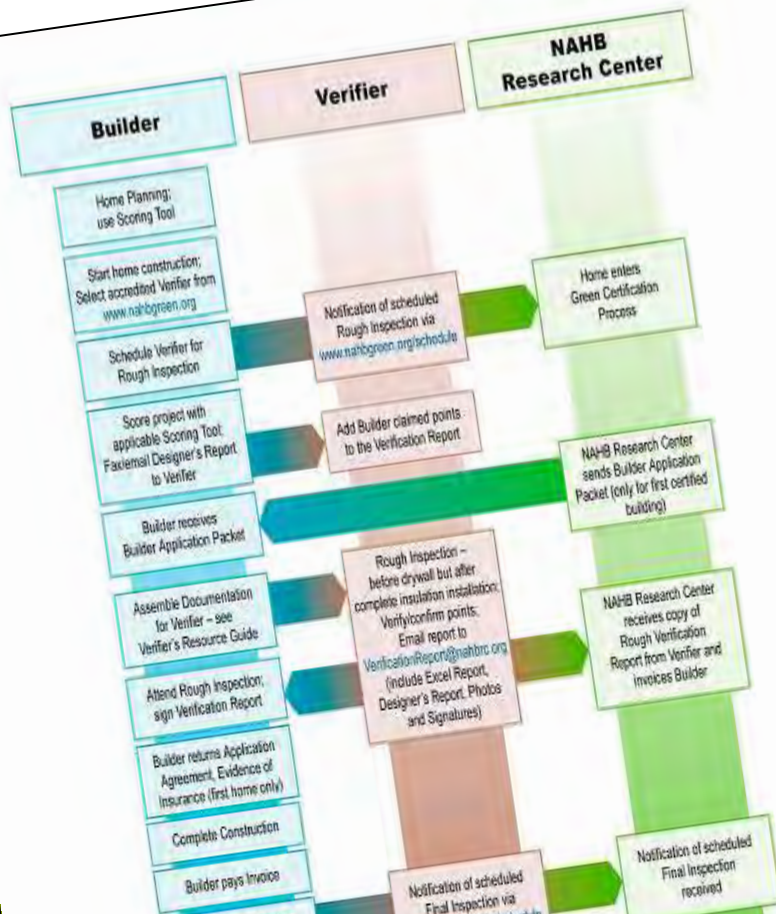 Builder
Verifier
NAHB
Research Center
Home Planning;
use Scoring Tool
Start home construction;
Select accredited Verifier from
www.nahbgreen.org
Schedule Verifier for
Rough Inspection
Notification of scheduled
Rough Inspection via
www.nahbgreen.org/schedule
Home enters
Green Certification
Process
Score project with
applicable Scoring Tool;
Fax/email Designer's Report
to Verifier
Add Builder claimed points
to the Verification Report
NAHB Research Center
sends Builder Application
Packet (only for first certified
building)
Builder receives
Builder Application Packet
Assemble Documentation
for Verifier – see
Verifier's Resource Guide
Rough Inspection –
before drywall but after
complete insulation installation;
Verify/confirm points;
Email report to
VerificationReport@nahbrc.org
(include Excel Report,
Designer's Report, Photos
and Signatures)
NAHB Research Center
receives copy of
Rough Verification
Report from Verifier and
invoices Builder
Attend Rough Inspection;
sign Verification Report
Builder returns Application
Agreement, Evidence of
Insurance (first home only)
Complete Construction
Builder pays Invoice
Notification of scheduled
Final Inspection via
Notification of scheduled
Final Inspection
received